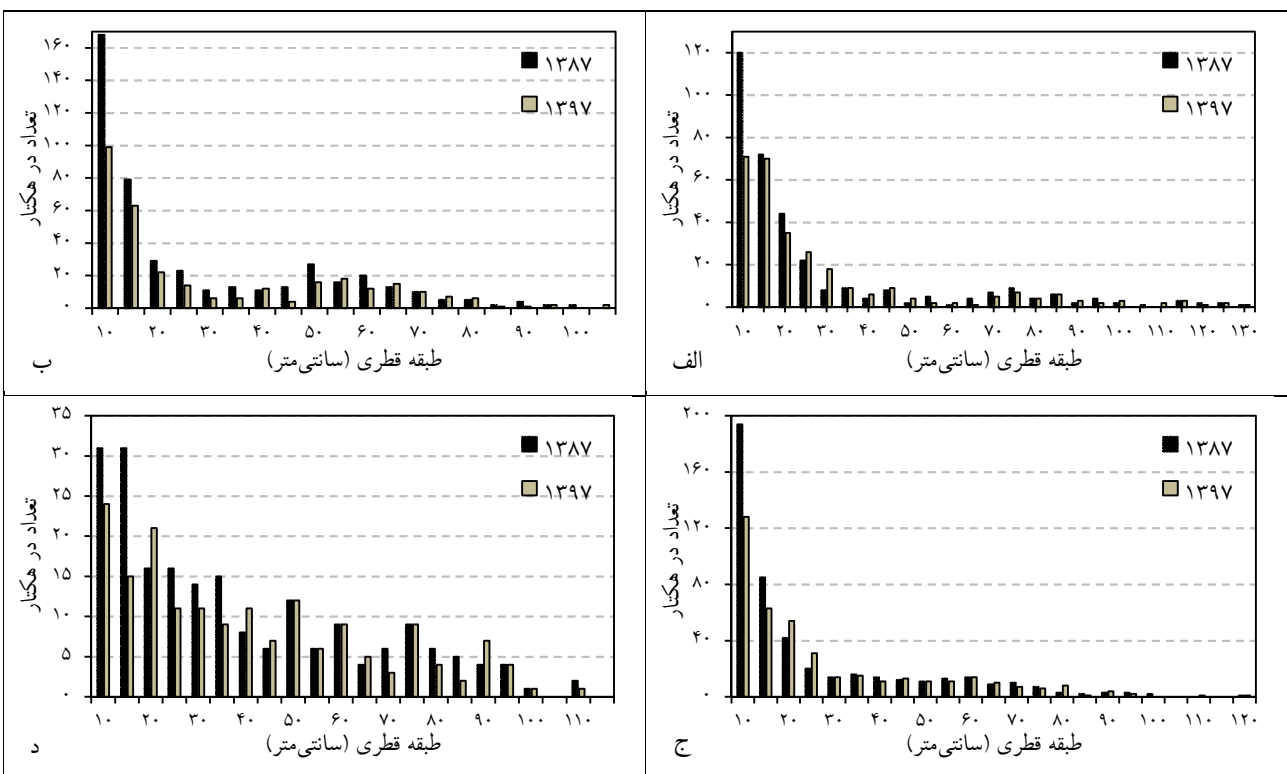 ۱۲۰
۱۰۰
۸۰
۶۰
۴۰
۲۰
۰
تعداد در هکتار
۱۳۸۷
۱۳۹۷
۱۰ ۲۰ ۳۰ ۴۰ ۵۰ ۶۰ ۷۰ ۸۰ ۹۰ ۱۰۰ ۱۱۰ ۱۲۰ ۱۳۰
طبقه قطری (سانتی‌متر)
الف
۱۶۰
۱۴۰
۱۲۰
۱۰۰
۸۰
۶۰
۴۰
۲۰
۰
تعداد در هکتار
۱۳۸۷
۱۳۹۷
۱۰ ۲۰ ۳۰ ۴۰ ۵۰ ۶۰ ۷۰ ۸۰ ۹۰ ۱۰۰
طبقه قطری (سانتی‌متر)
ب
۲۰۰
۱۶۰
۱۲۰
۸۰
۴۰
۰
تعداد در هکتار
۱۳۸۷
۱۳۹۷
۱۰ ۲۰ ۳۰ ۴۰ ۵۰ ۶۰ ۷۰ ۸۰ ۹۰ ۱۰۰ ۱۱۰ ۱۲۰
طبقه قطری (سانتی‌متر)
ج
۳۵
۳۰
۲۵
۲۰
۱۵
۱۰
۵
۰
تعداد در هکتار
۱۳۸۷
۱۳۹۷
۱۰ ۲۰ ۳۰ ۴۰ ۵۰ ۶۰ ۷۰ ۸۰ ۹۰ ۱۰۰ ۱۱۰
طبقه قطری (سانتی‌متر)
د